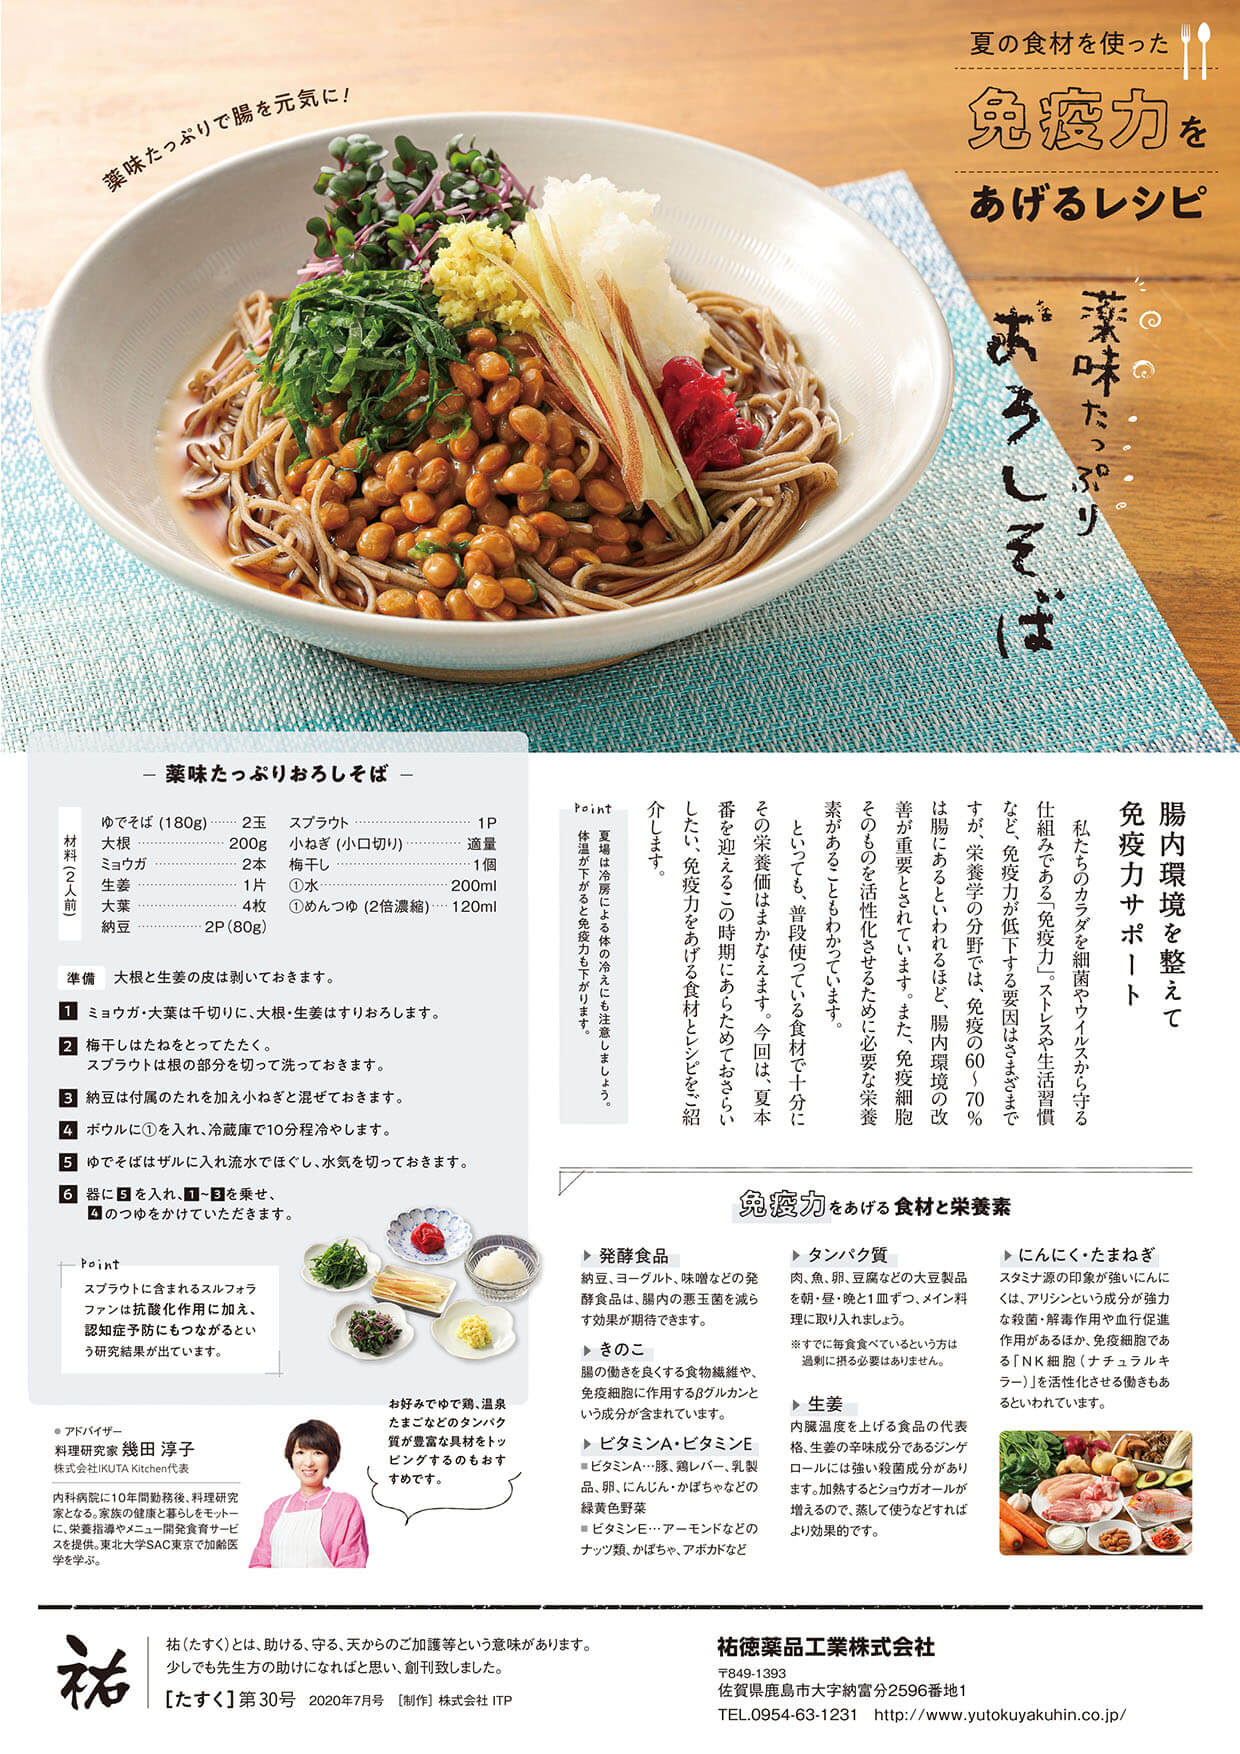 夏の食材を使った
免疫力を
あげるレシピ
薬味たっぷりで腸を元気に!
薬味たっぷり
おろしそば
腸内環境を整えて
免疫力サポート
私たちのカラダを細菌やウイルスから守る
仕組みである「免疫力」。ストレスや生活習慣
など、免疫力が低下する要因はさまざまで
すが、栄養学の分野では、免疫の60〜70%
は腸にあるといわれるほど、腸内環境の改
善が重要とされています。また、免疫細胞
そのものを活性化させるために必要な栄養
素があることもわかっています。
といっても、普段使っている食材で十分に
その栄養価はまかなえます。今回は、夏本
番を迎えるこの時期にあらためておさらい
したい、免疫力をあげる食材とレシピをご紹
介します。
Point
夏場は冷房による体の冷えにも注意しましょう。
体温が下がると免疫力も下がります。
― 薬味たっぷりおろしそば ―
材料(2人前)
ゆでそば (180g)…… 2玉
大根 …………………… 200g
ミョウガ ………………… 2本
生姜 …………………… 1片
大葉 …………………… 4枚
納豆 …………… 2P(80g)
スプラウト ………………………… 1P
小ねぎ (小口切り)…………… 適量
梅干し ……………………………1個
①水……………………………200ml
①めんつゆ (2倍濃縮)… 120ml
準備 大根と生姜の皮は剥いておきます。
1 ミョウガ・大葉は千切りに、大根・生姜はすりおろします。
2 梅干しはたねをとってたたく。
スプラウトは根の部分を切って洗っておきます。
3 納豆は付属のたれを加え小ねぎと混ぜておきます。
4 ボウルに①を入れ、冷蔵庫で10分程冷やします。
5 ゆでそばはザルに入れ流水でほぐし、水気を切っておきます。
6 器に5を入れ、1~3を乗せ、
4のつゆをかけていただきます。
Point
スプラウトに含まれるスルフォラ
ファンは抗酸化作用に加え、
認知症予防にもつながるとい
う研究結果が出ています。
お好みでゆで鶏、温泉
たまごなどのタンパク
質が豊富な具材をトッ
ピングするのもおす
すめです。
アドバイザー
料理研究家 幾田 淳子
株式会社IKUTA Kitchen代表
内科病院に10年間勤務後、料理研究
家となる。家族の健康と暮らしをモットー
に、栄養指導やメニュー開発食育サービ
スを提供。東北大学SAC東京で加齢医
学を学ぶ。
免疫力をあげる 食材と栄養素
発酵食品
納豆、ヨーグルト、味噌などの発
酵食品は、腸内の悪玉菌を減ら
す効果が期待できます。
きのこ
腸の働きを良くする食物繊維や、
免疫細胞に作用するβグルカンと
いう成分が含まれています。
ビタミンA・ビタミンE
■ビタミンA…豚、鶏レバー、乳製
品、卵、にんじん・かぼちゃなどの
緑黄色野菜
■ビタミンE…アーモンドなどの
ナッツ類、かぼちゃ、アボカドなど
タンパク質
肉、魚、卵、豆腐などの大豆製品
を朝・昼・晩と1皿ずつ、メイン料
理に取り入れましょう。
※すでに毎食食べているという方は
過剰に摂る必要はありません。
生姜
内臓温度を上げる食品の代表
格、生姜の辛味成分であるジンゲ
ロールには強い殺菌成分があり
ます。加熱するとショウガオールが
増えるので、蒸して使うなどすれば
より効果的です。
にんにく・たまねぎ
スタミナ源の印象が強いにんに
くは、アリシンという成分が強力
な殺菌・解毒作用や血行促進
作用があるほか、免疫細胞であ
る「NK細胞(ナチュラルキ
ラー)」を活性化させる働きもあ
るといわれています。
祐
祐(たすく)とは、助ける、守る、天からのご加護等という意味があります。
少しでも先生方の助けになればと思い、創刊致しました。
[たすく]第30号 2020年7月号 [制作] 株式会社 ITP
祐徳薬品工業株式会社
〒849-1393
佐賀県鹿島市大字納富分2596番地1
TEL.0954-63-1231 http://www.yutokuyakuhin.co.jp/